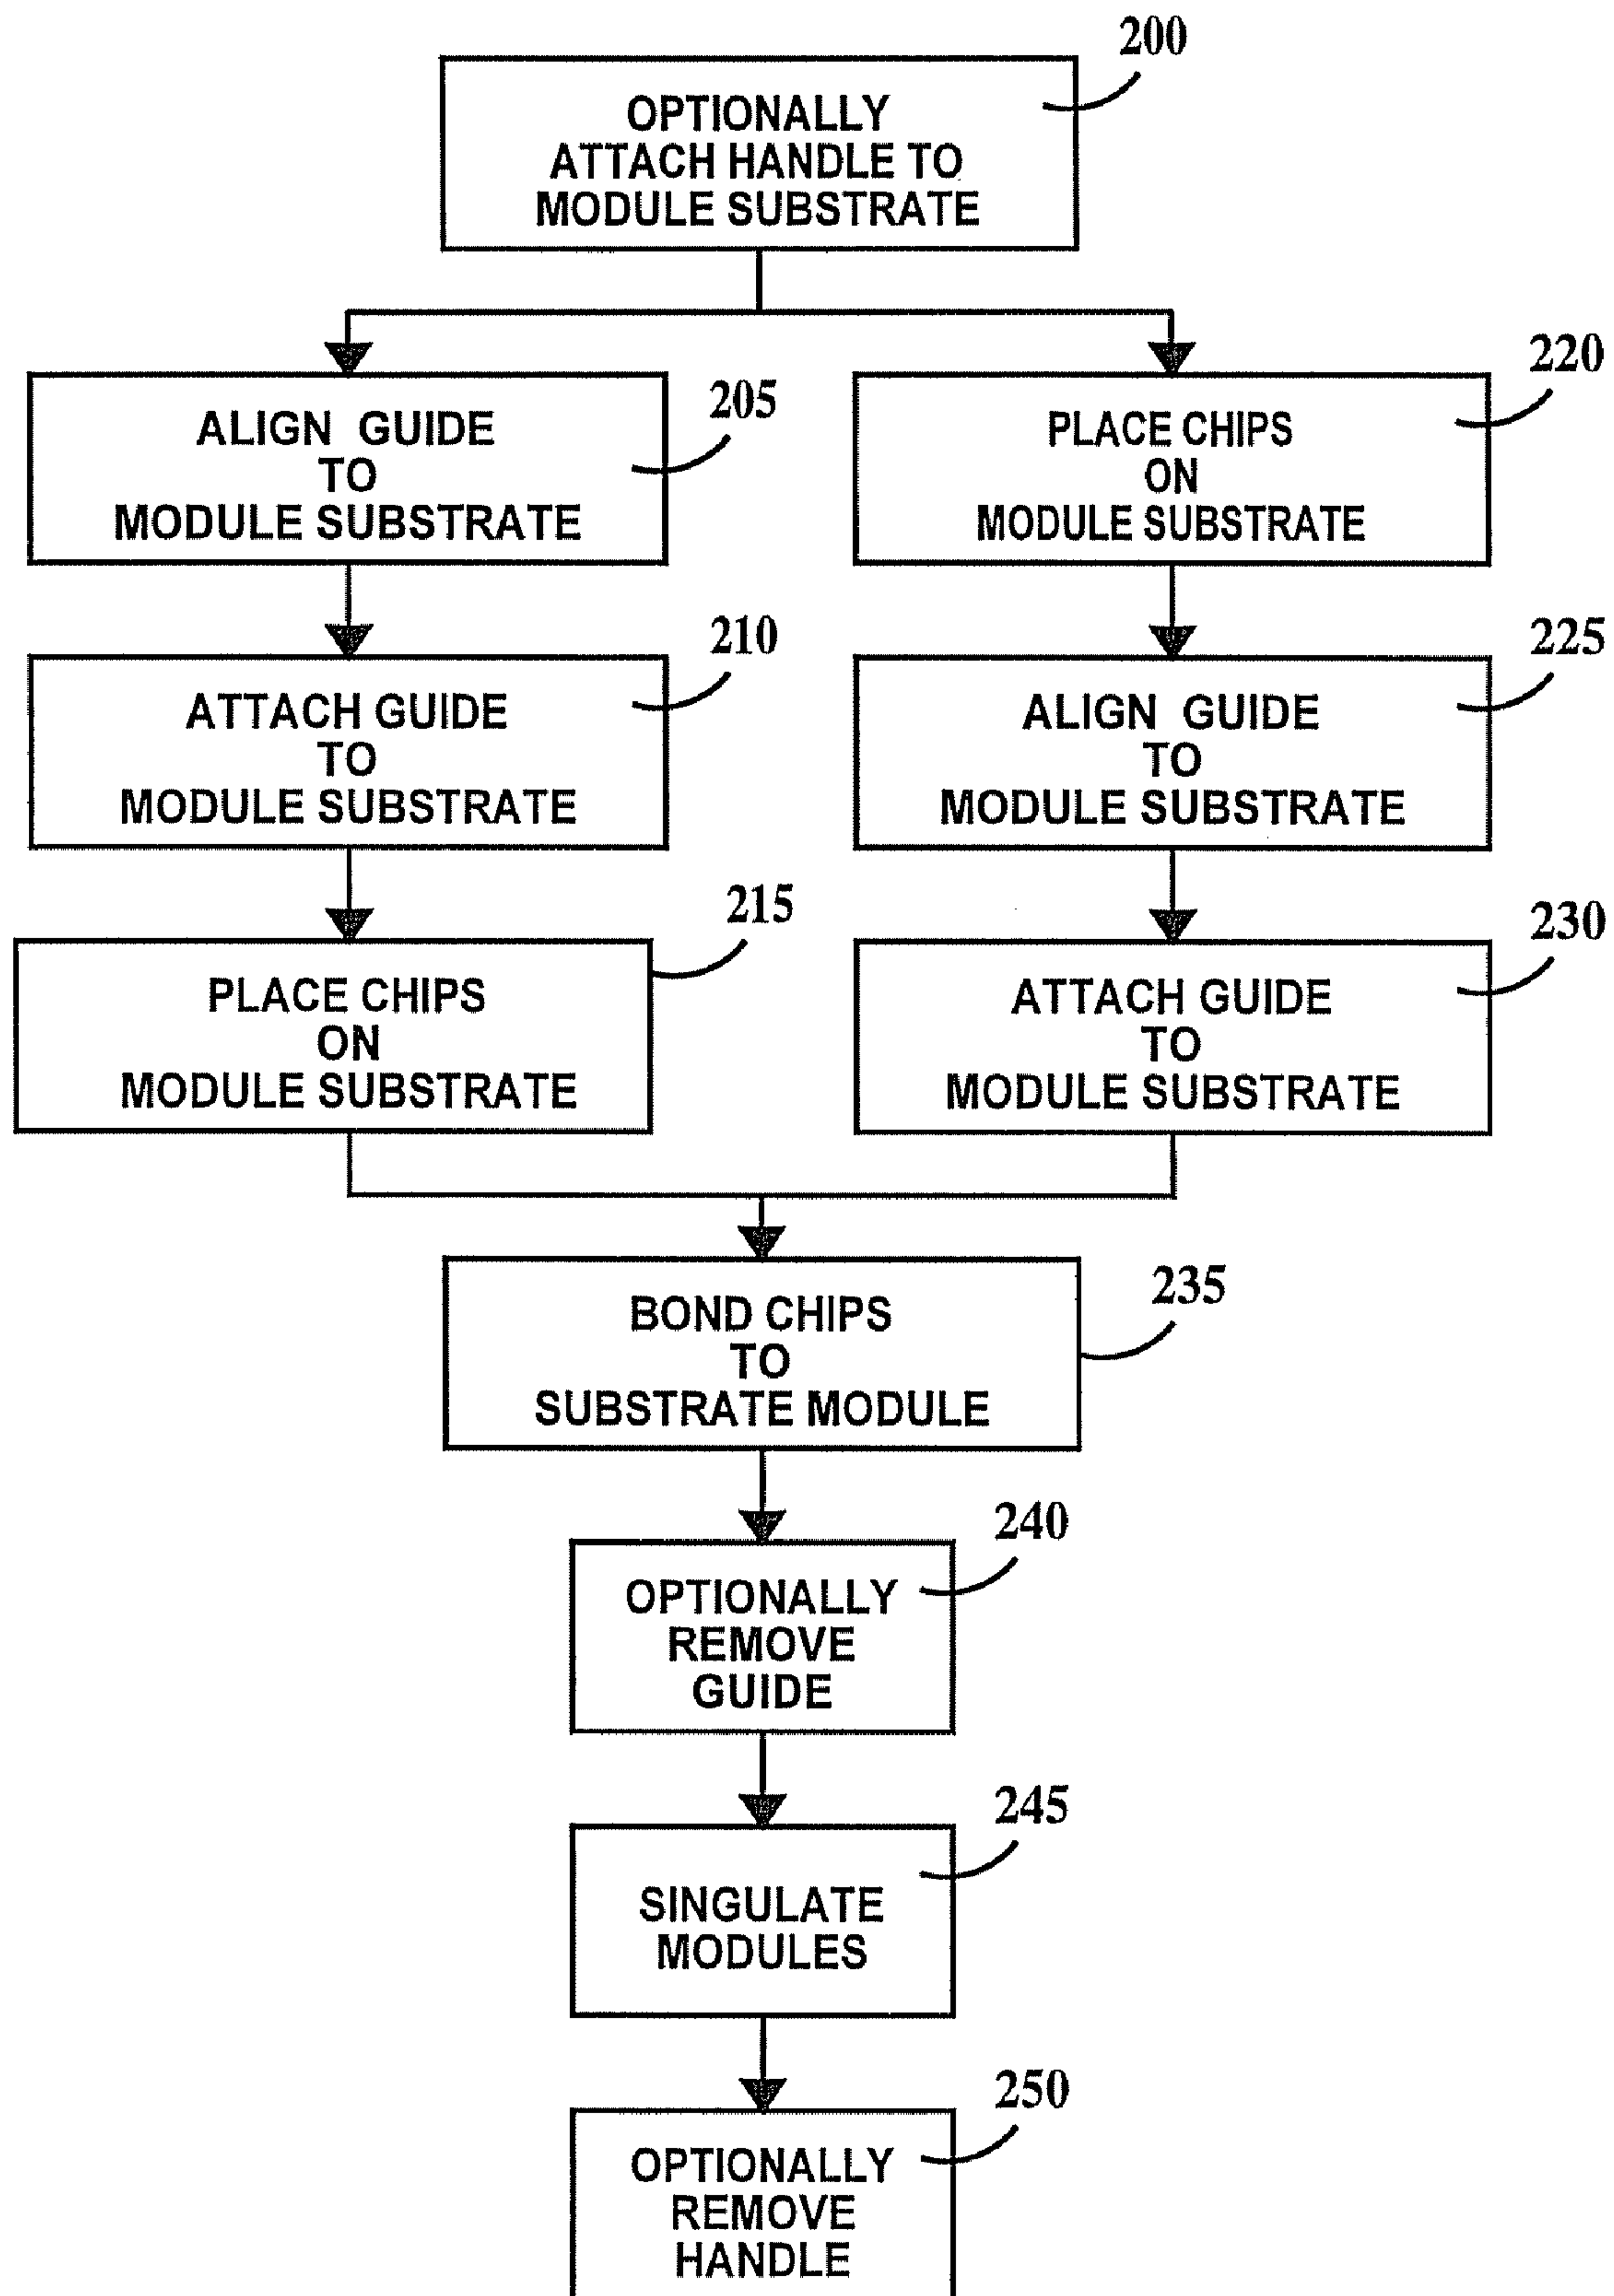 200
OPTIONALLY
ATTACH HANDLE TO
MODULE SUBSTRATE
205
ALIGN GUIDE
TO
MODULE SUBSTRATE
220
PLACE CHIPS
ON
MODULE SUBSTRATE
210
ATTACH GUIDE
TO
MODULE SUBSTRATE
225
ALIGN GUIDE
TO
MODULE SUBSTRATE
215
PLACE CHIPS
ON
MODULE SUBSTRATE
230
ATTACH GUIDE
TO
MODULE SUBSTRATE
235
BOND CHIPS
TO
SUBSTRATE MODULE
240
OPTIONALLY
REMOVE
GUIDE
245
SINGULATE
MODULES
250
OPTIONALLY
REMOVE
HANDLE